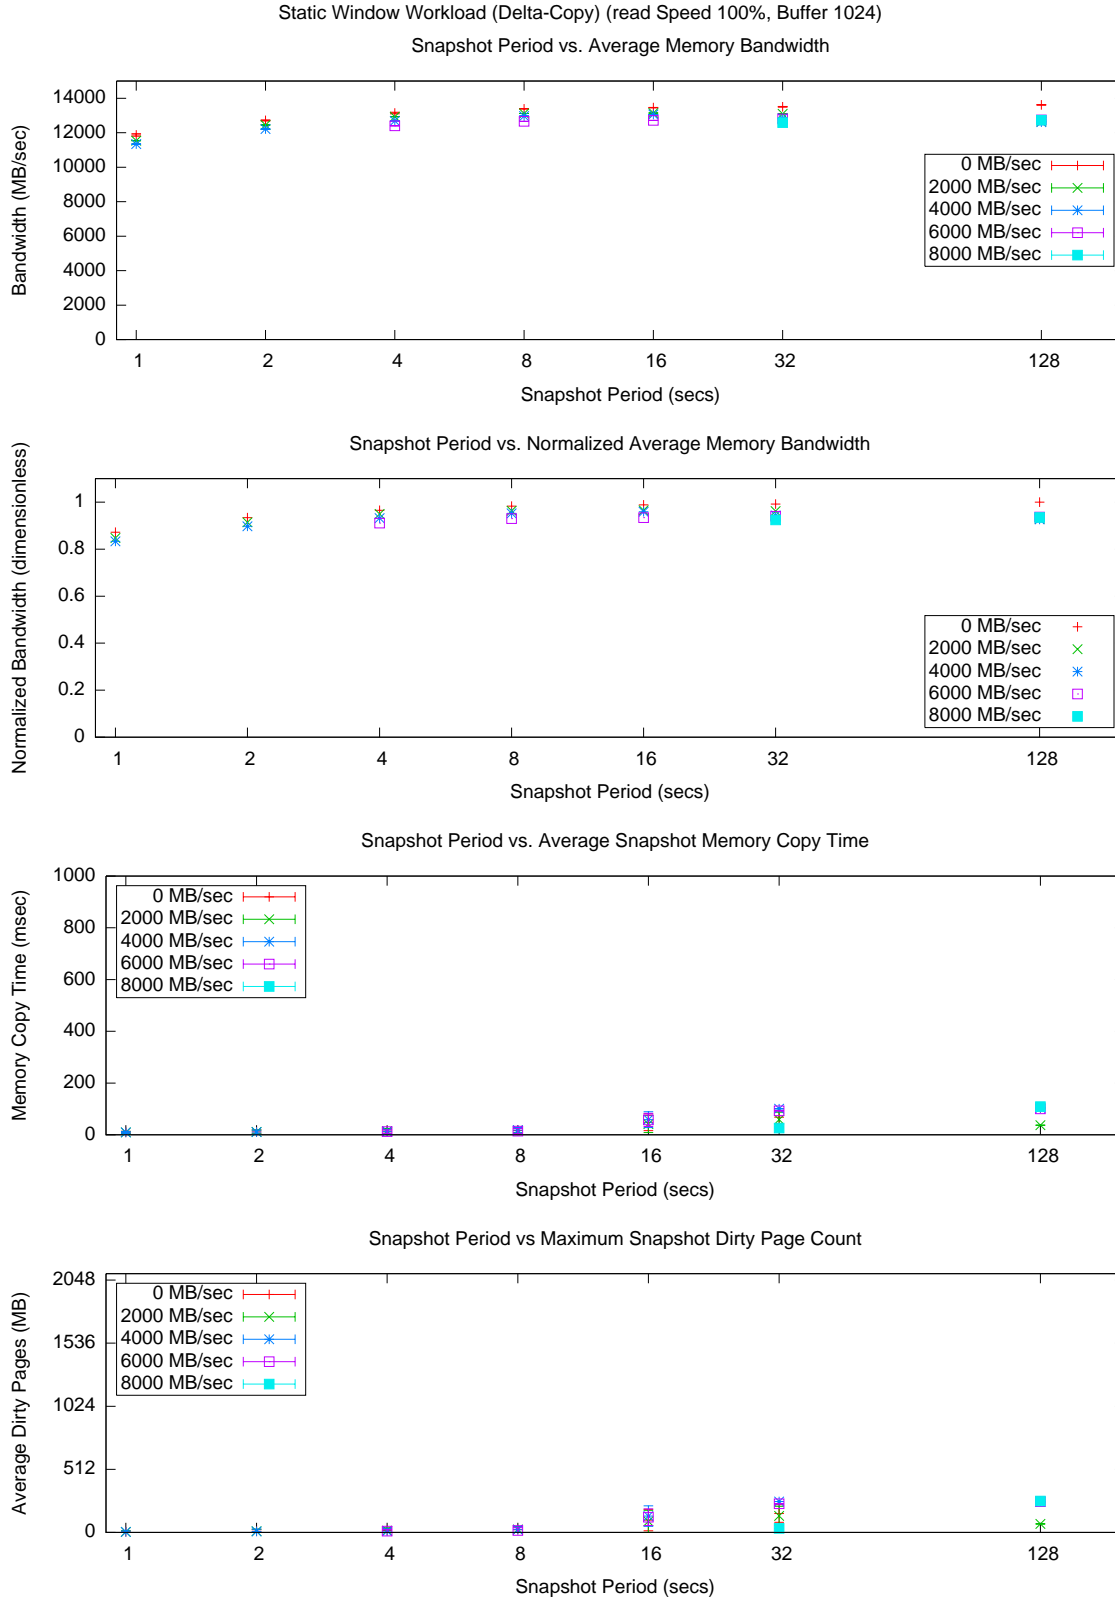 Static Window Workload (Delta-Copy) (read Speed 100%, Buffer 1024)
Snapshot Period vs. Average Memory Bandwidth
Bandwidth (MB/sec)
14000
12000
10000
8000
6000
4000
2000
0
0 MB/sec
2000 MB/sec
4000 MB/sec
6000 MB/sec
8000 MB/sec
1 2 4 8 16 32 128
Snapshot Period (secs)
Snapshot Period vs. Normalized Average Memory Bandwidth
Normalized Bandwidth (dimensionless)
1
0.8
0.6
0.4
0.2
0
0 MB/sec
2000 MB/sec
4000 MB/sec
6000 MB/sec
8000 MB/sec
1 2 4 8 16 32 128
Snapshot Period (secs)
Snapshot Period vs. Average Snapshot Memory Copy Time
Memory Copy Time (msec)
1000
800
600
400
200
0
0 MB/sec
2000 MB/sec
4000 MB/sec
6000 MB/sec
8000 MB/sec
1 2 4 8 16 32 128
Snapshot Period (secs)
Snapshot Period vs Maximum Snapshot Dirty Page Count
Average Dirty Pages (MB)
2048
1536
1024
512
0
0 MB/sec
2000 MB/sec
4000 MB/sec
6000 MB/sec
8000 MB/sec
1 2 4 8 16 32 128
Snapshot Period (secs)